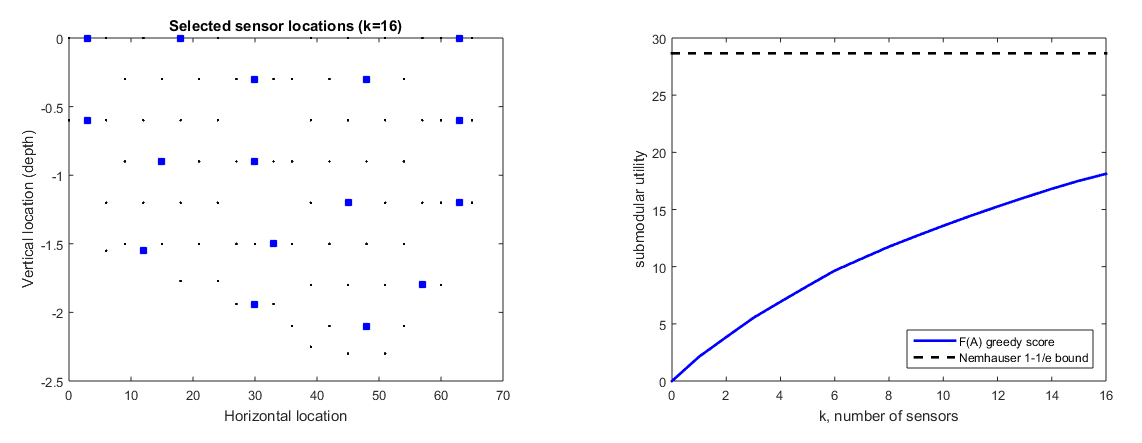 Selected sensor locations (k=16)
0
-0.5
-1
-1.5
-2
-2.5
Vertical location (depth)
0 10 20 30 40 50 60 70
Horizontal location
30
25
20
15
10
5
0
submodular utility
F(A) greedy score
Nemhauser 1-1/e bound
0 2 4 6 8 10 12 14 16
k, number of sensors